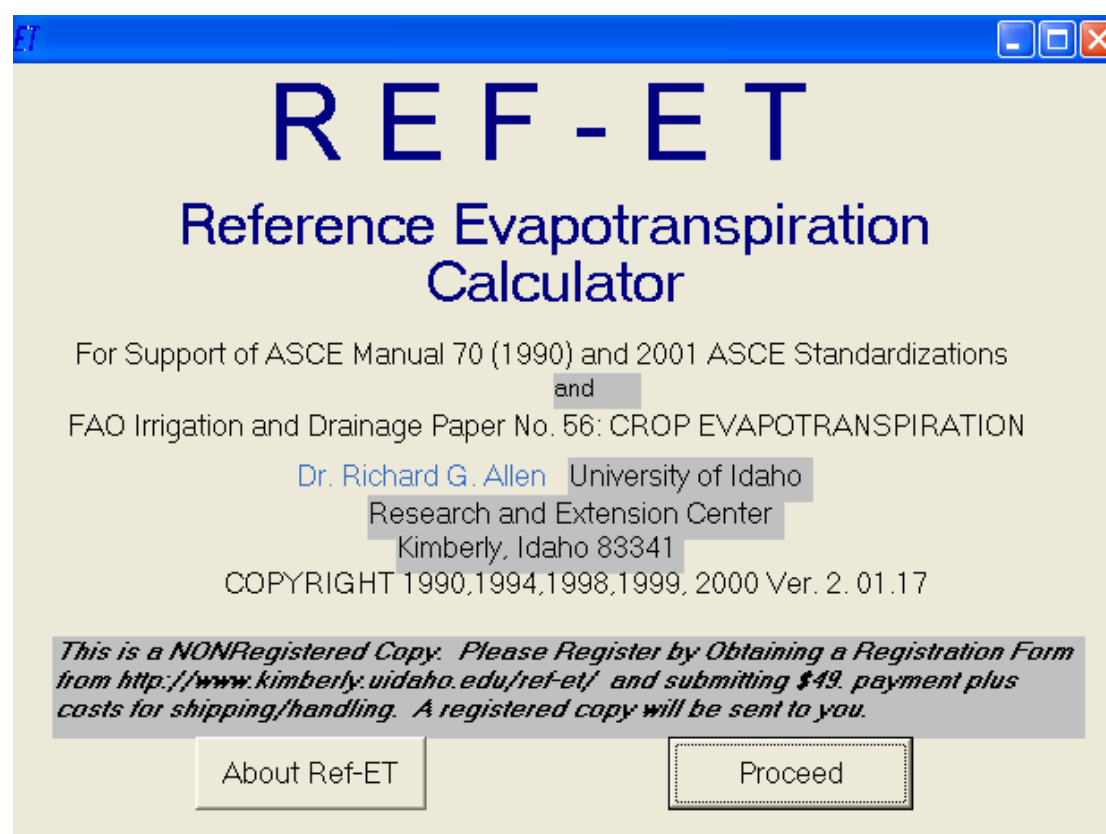 ET
REF-ET
Reference Evapotranspiration
Calculator
For Support of ASCE Manual 70 (1990) and 2001 ASCE Standardizations
and
FAO Irrigation and Drainage Paper No. 56: CROP EVAPOTRANSPIRATION
Dr. Richard G. Allen University of Idaho
Research and Extension Center
Kimberly, Idaho 83341
COPYRIGHT 1990,1994,1998,1999, 2000 Ver. 2. 01.17
This is a NONRegistered Copy. Please Register by Obtaining a Registration Form
from http://www.kimberly.uidaho.edu/ref-et/ and submitting $49. payment plus
costs for shipping/handling. A registered copy will be sent to you.
About Ref-ET Proceed